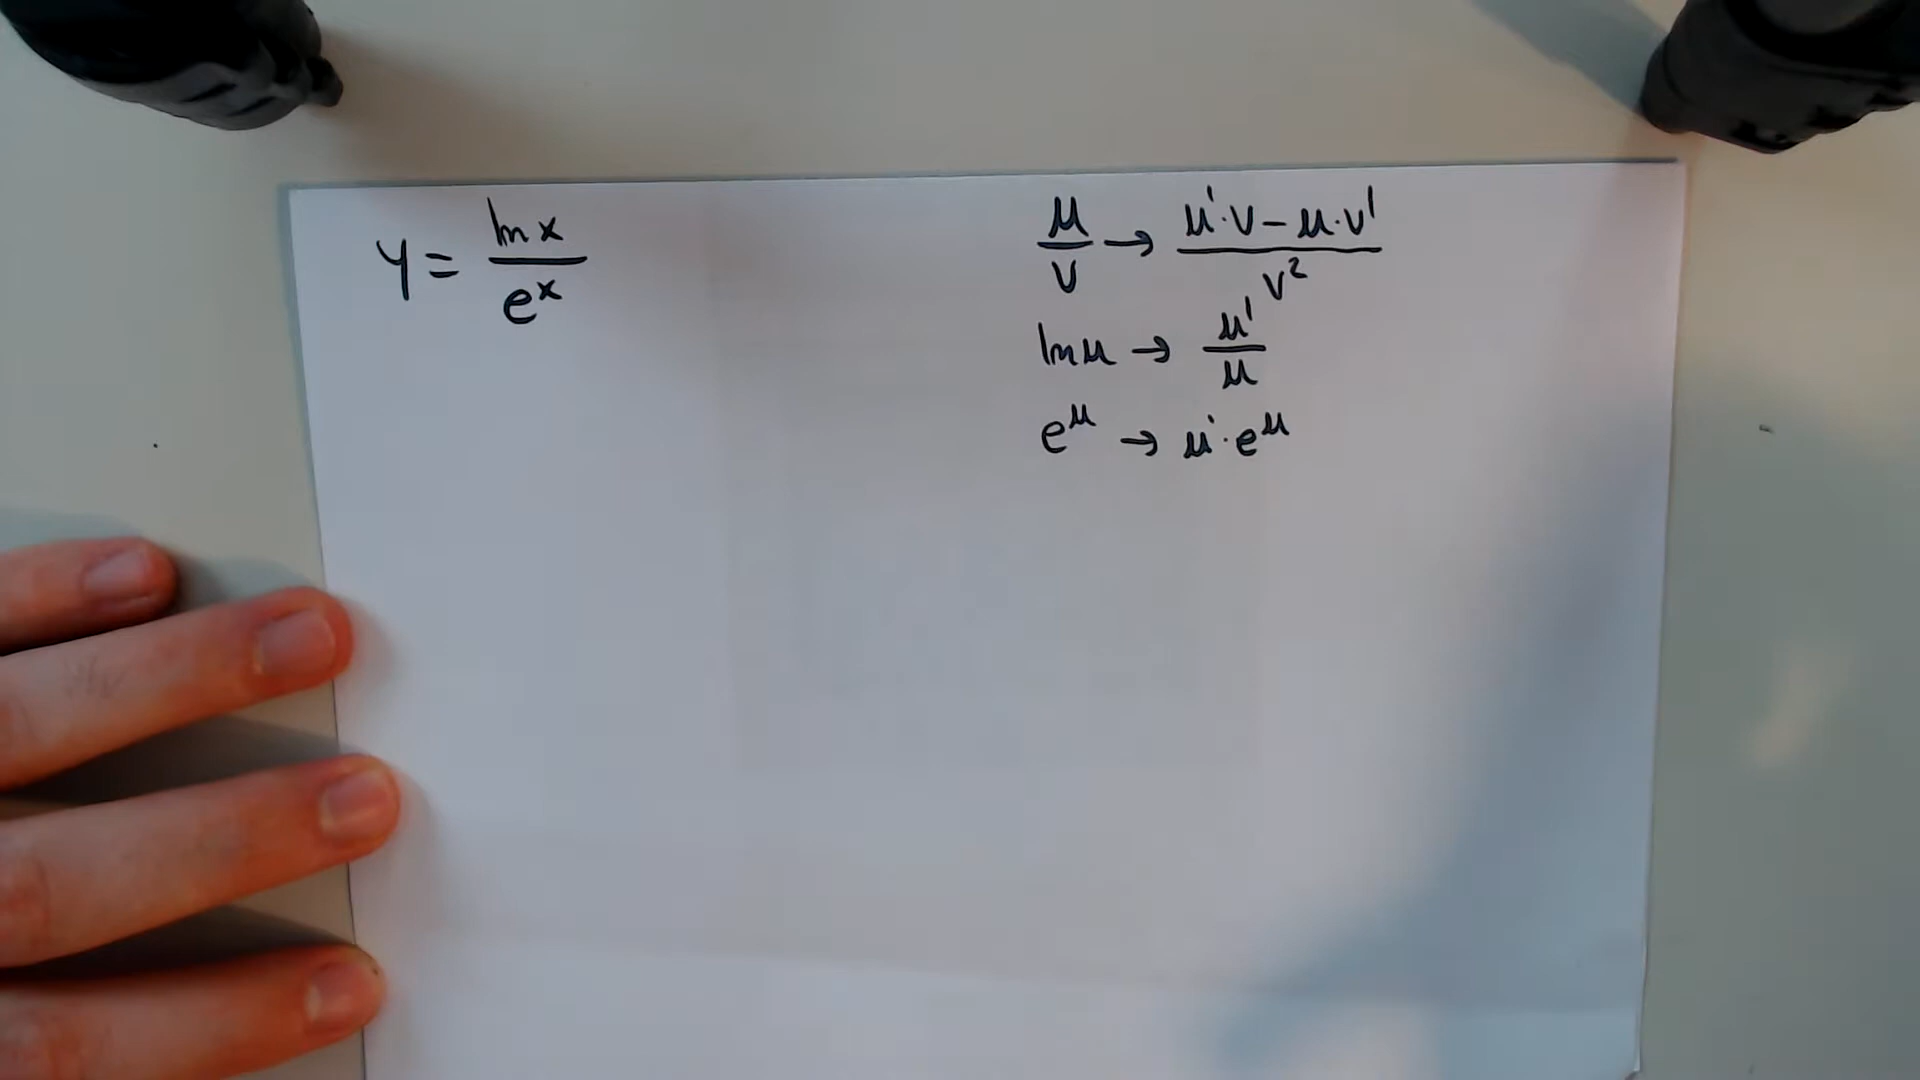 y = ln x / e^x
μ/v → (μ'·v − μ·v') / v²
ln μ → μ'/μ
e^μ → μ'·e^μ